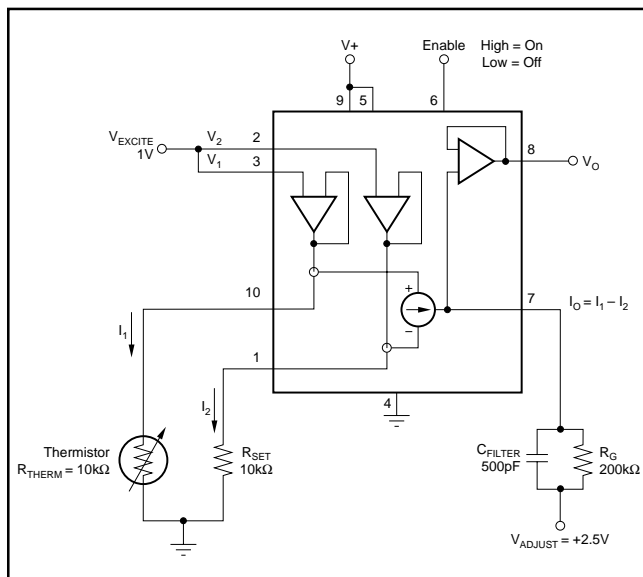 V+
Enable
High = On
Low = Off
9
5
6
V_EXCITE
1V
V_2
2
V_1
3
8
V_O
+
−
10
7
I_O = I_1 − I_2
I_1
1
I_2
4
Thermistor
R_THERM = 10kΩ
R_SET
10kΩ
C_FILTER
500pF
R_G
200kΩ
V_ADJUST = +2.5V